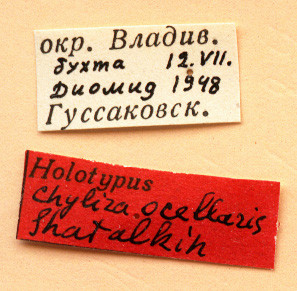 окр. Владив.
бухта 12.VII.
Диомид 1948
Гуссаковск.
Holotypus
Chyliza ocellaris
Shatalkin